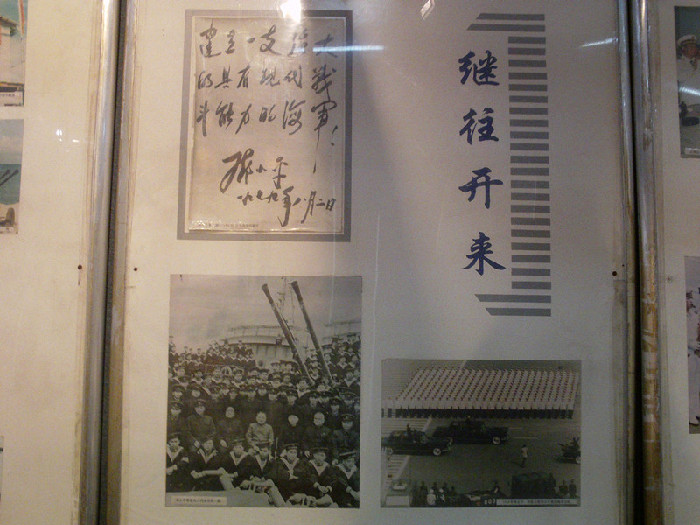 建立一支强大
的具有现代战
斗能力的海军！
邓小平
一九七九年八月二日
继往开来